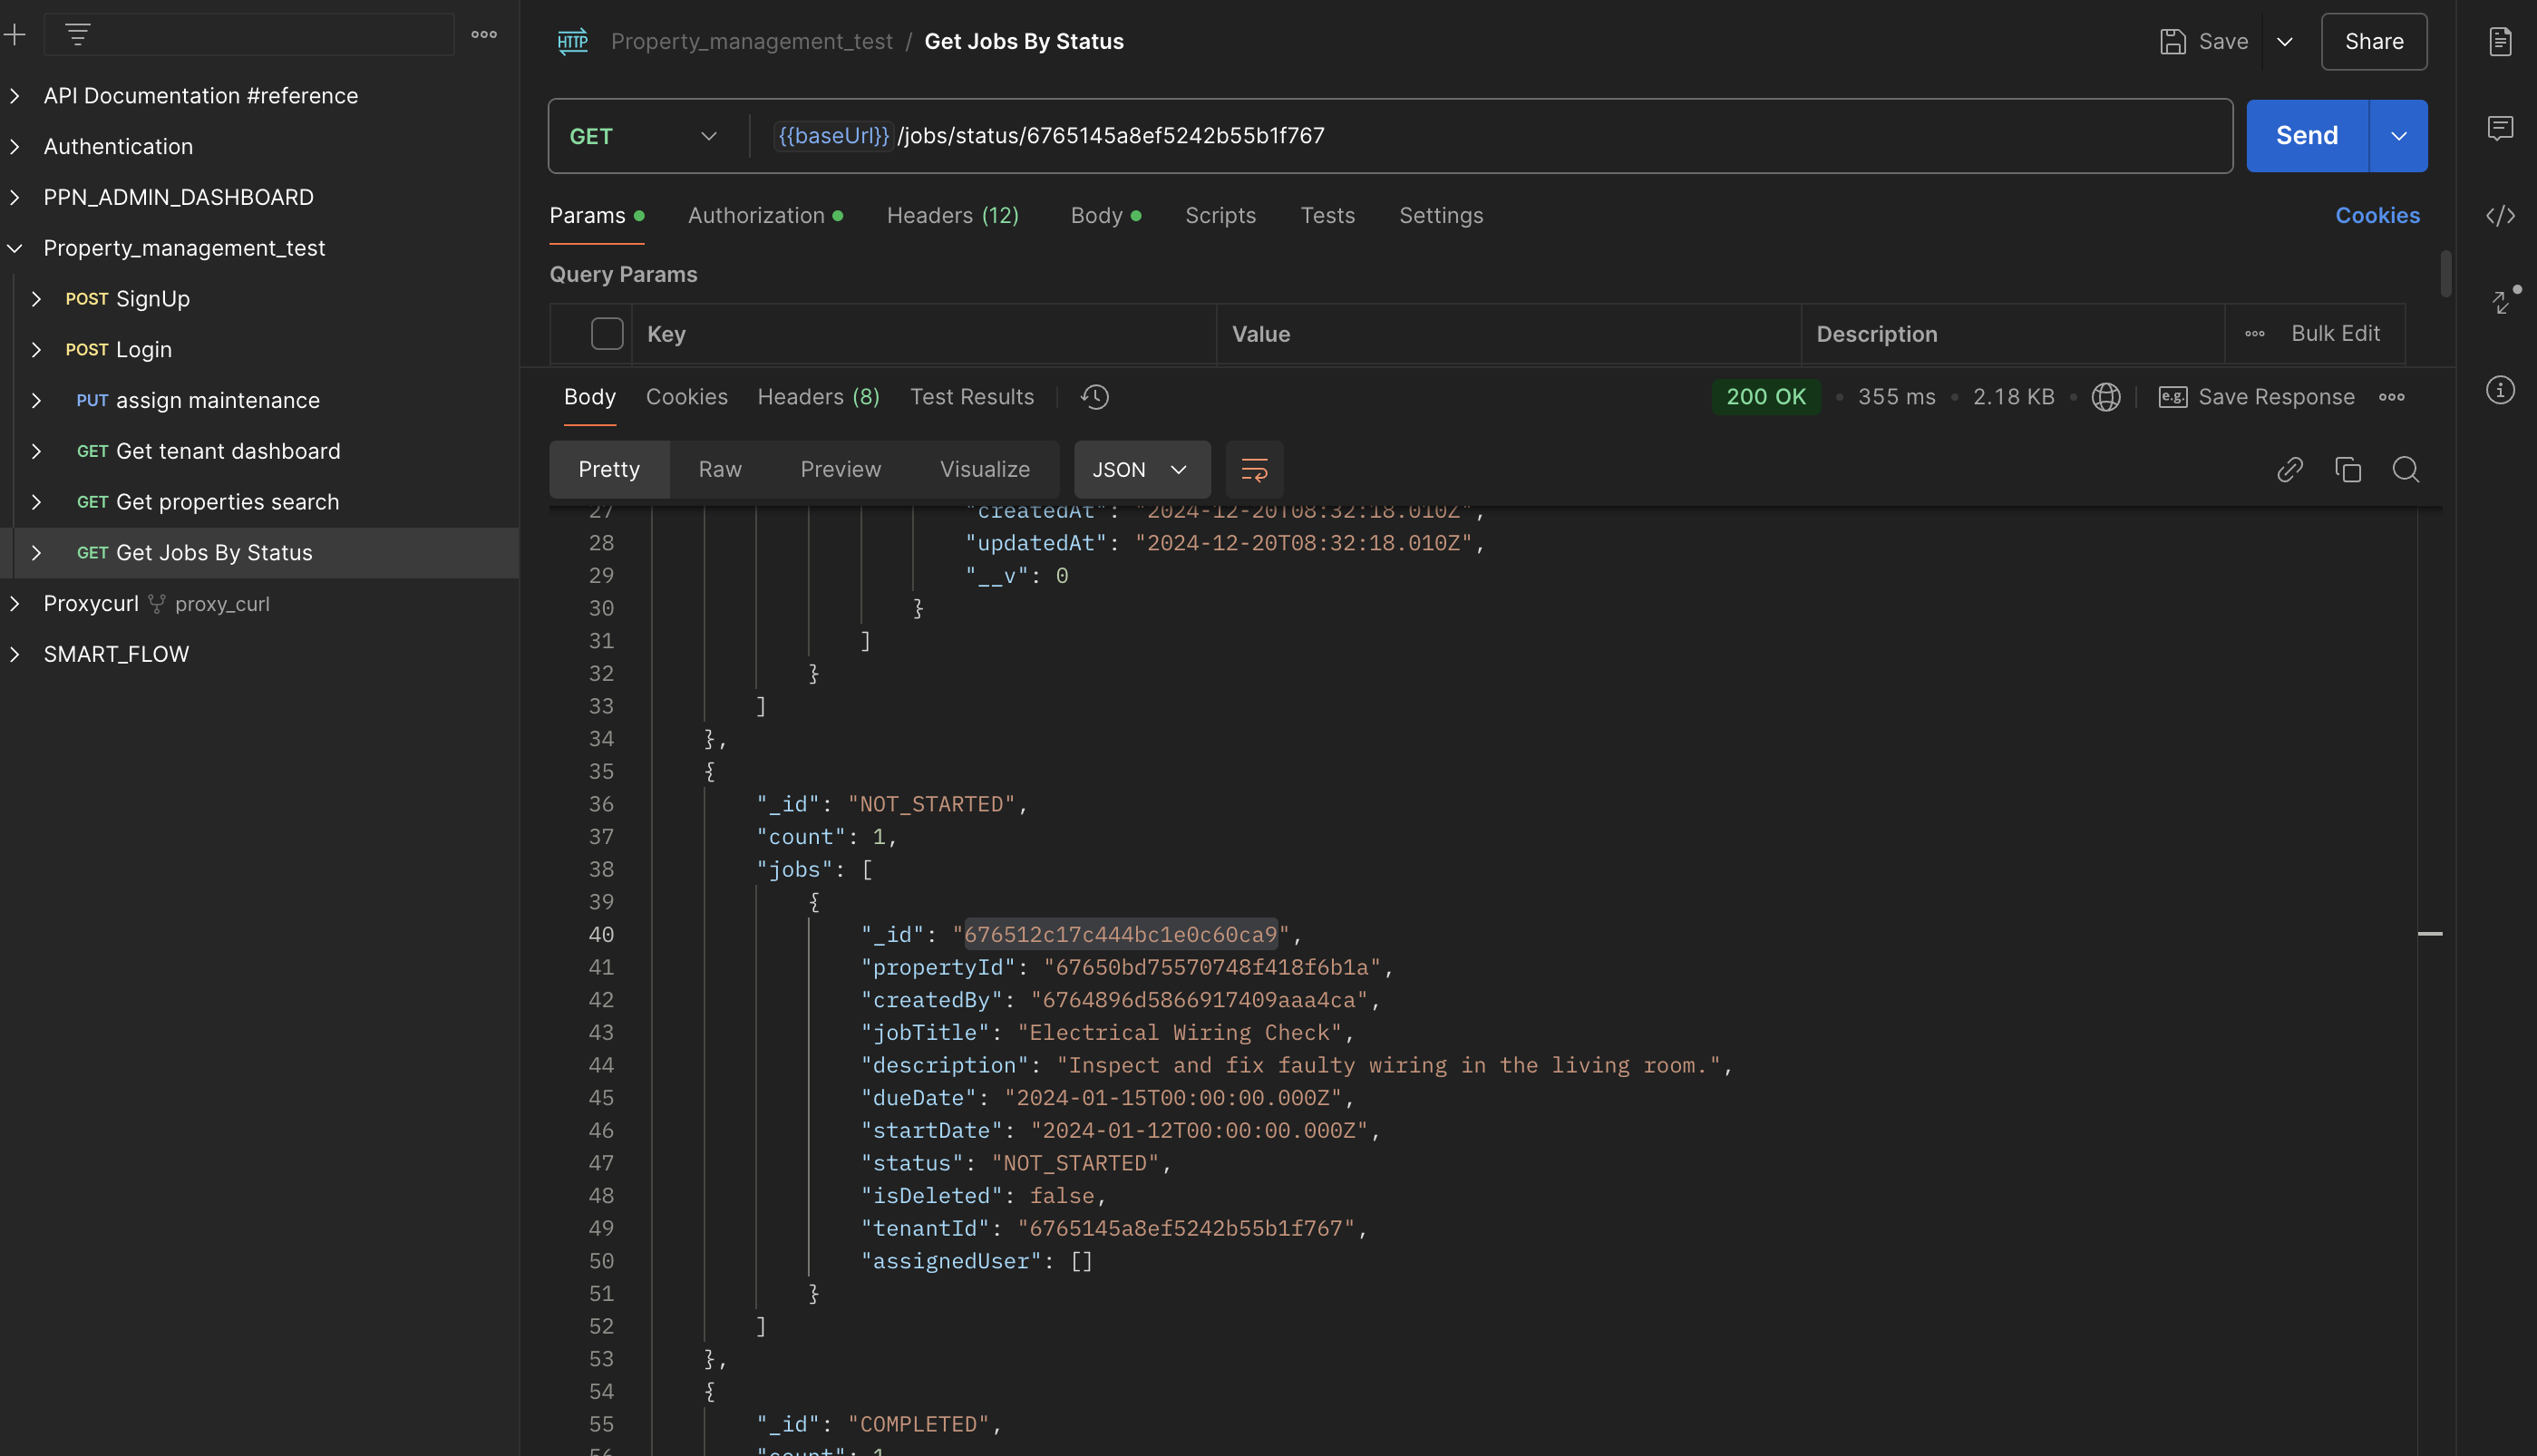 API Documentation #reference
Authentication
PPN_ADMIN_DASHBOARD
Property_management_test
POST SignUp
POST Login
PUT assign maintenance
GET Get tenant dashboard
GET Get properties search
GET Get Jobs By Status
Proxycurl proxy_curl
SMART_FLOW
HTTP Property_management_test / Get Jobs By Status
Save
Share
GET {{baseUrl}}/jobs/status/6765145a8ef5242b55b1f767
Send
Params Authorization Headers (12) Body Scripts Tests Settings Cookies
Query Params
Key Value Description Bulk Edit
Body Cookies Headers (8) Test Results
200 OK 355 ms 2.18 KB e.g. Save Response
Pretty Raw Preview Visualize JSON
27 "createdAt": "2024-12-20T08:32:18.010Z",
28 "updatedAt": "2024-12-20T08:32:18.010Z",
29 "__v": 0
30 }
31 ]
32 }
33 ]
34 },
35 {
36 "_id": "NOT_STARTED",
37 "count": 1,
38 "jobs": [
39 {
40 "_id": "676512c17c444bc1e0c60ca9",
41 "propertyId": "67650bd75570748f418f6b1a",
42 "createdBy": "6764896d5866917409aaa4ca",
43 "jobTitle": "Electrical Wiring Check",
44 "description": "Inspect and fix faulty wiring in the living room.",
45 "dueDate": "2024-01-15T00:00:00.000Z",
46 "startDate": "2024-01-12T00:00:00.000Z",
47 "status": "NOT_STARTED",
48 "isDeleted": false,
49 "tenantId": "6765145a8ef5242b55b1f767",
50 "assignedUser": []
51 }
52 ]
53 },
54 {
55 "_id": "COMPLETED",
56 "count": 1